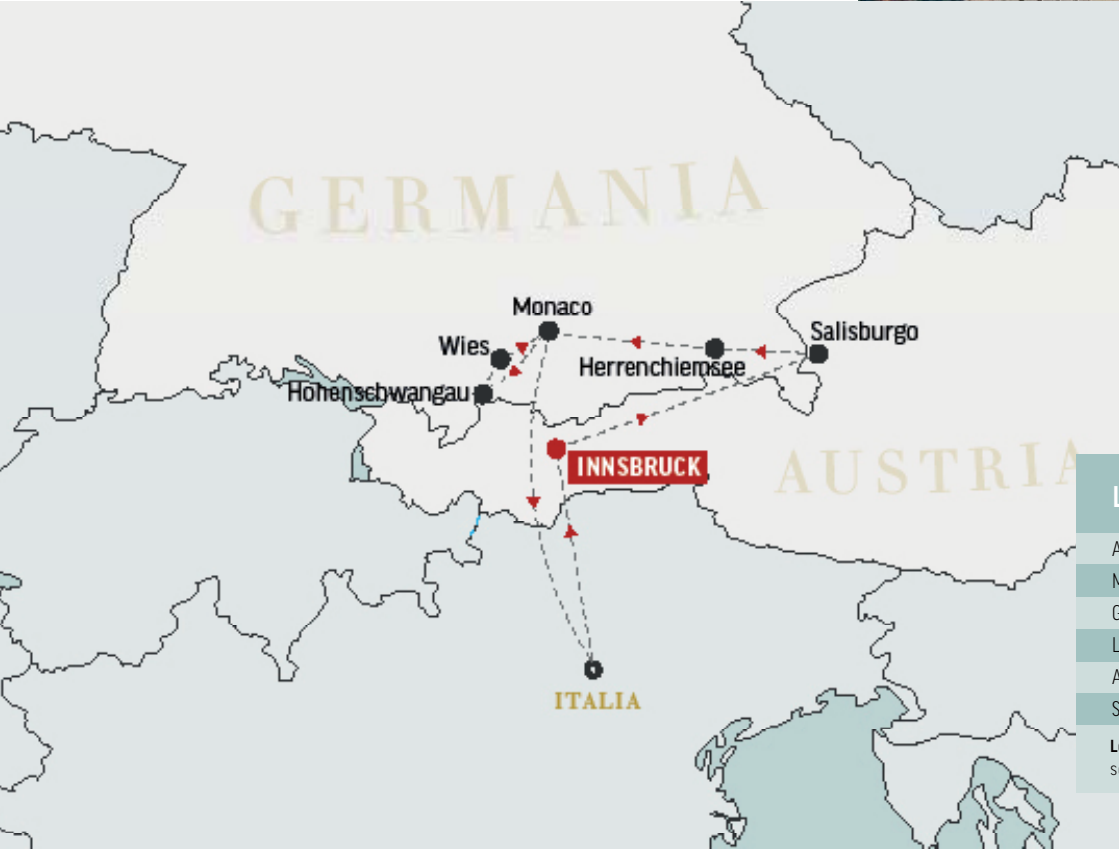 GERMANIA
Monaco
Wies
Salisburgo
Herrenchiemsee
Hohenschwangau
INNSBRUCK
AUSTRIA
ITALIA